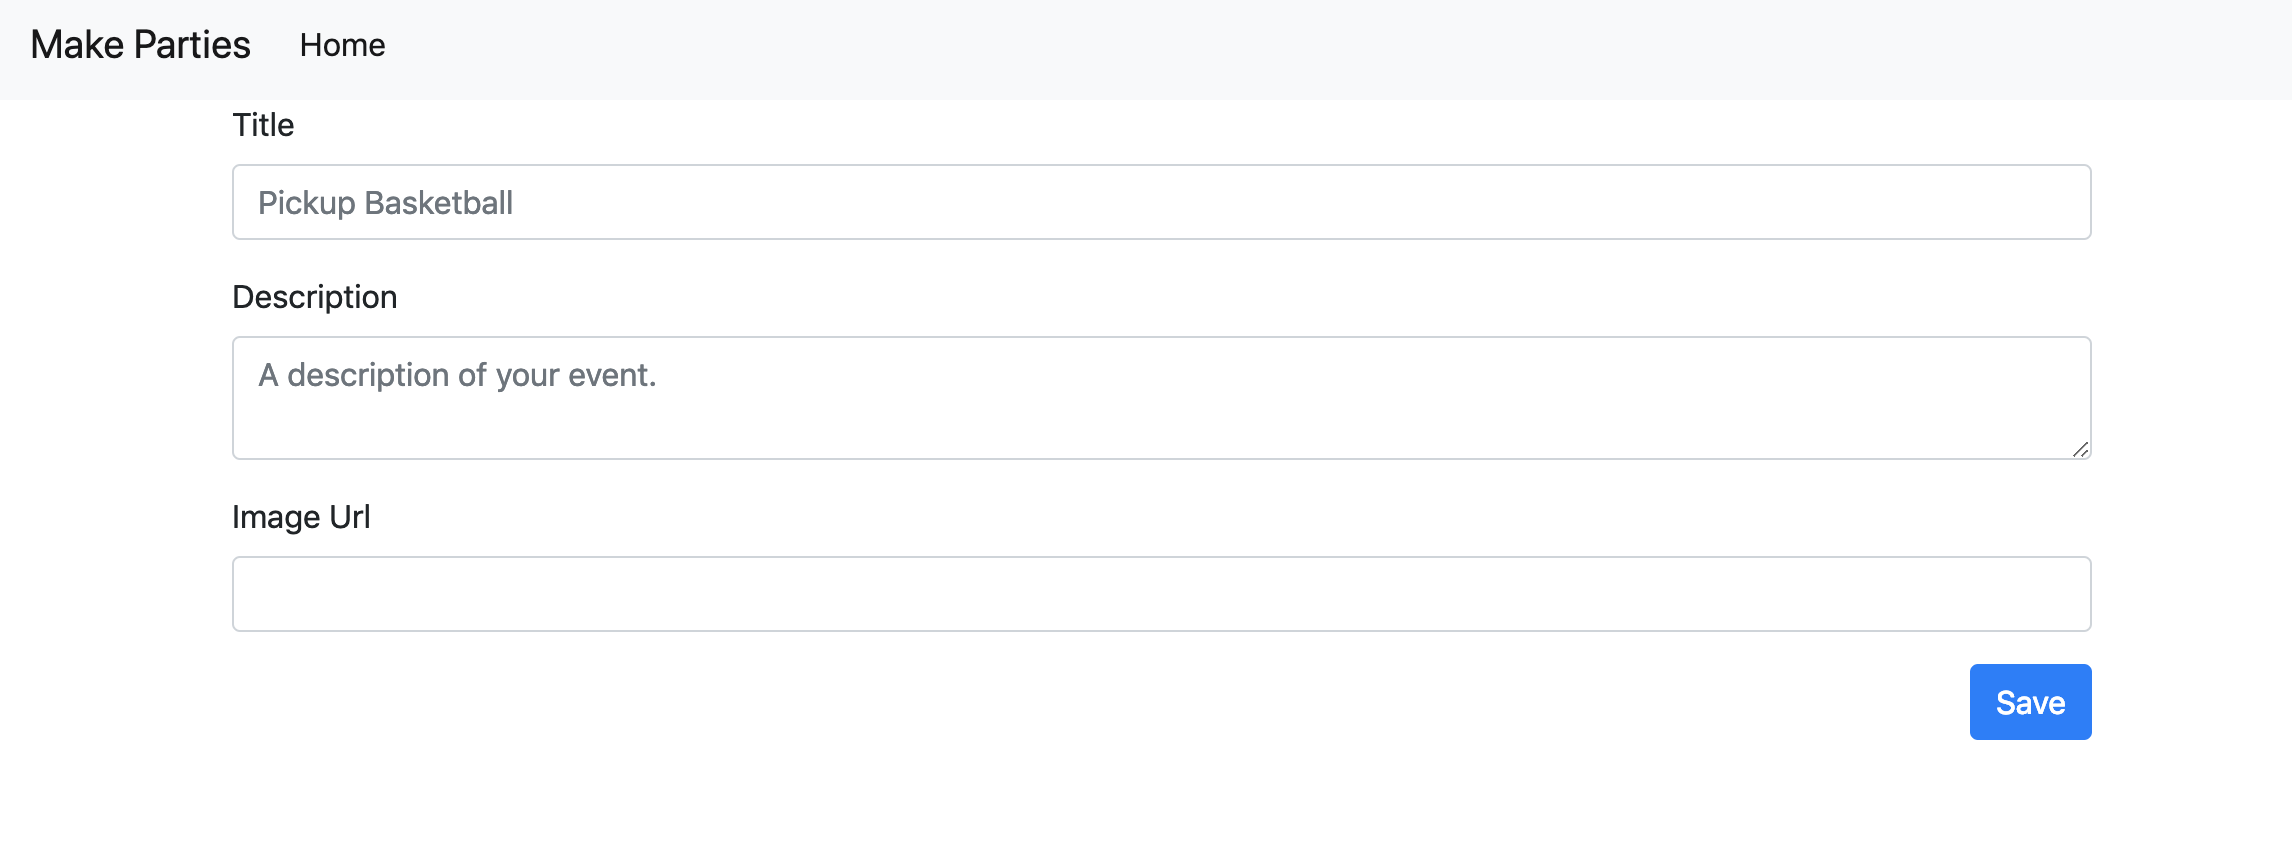 Make Parties Home
Title
Pickup Basketball
Description
A description of your event.
Image Url
Save